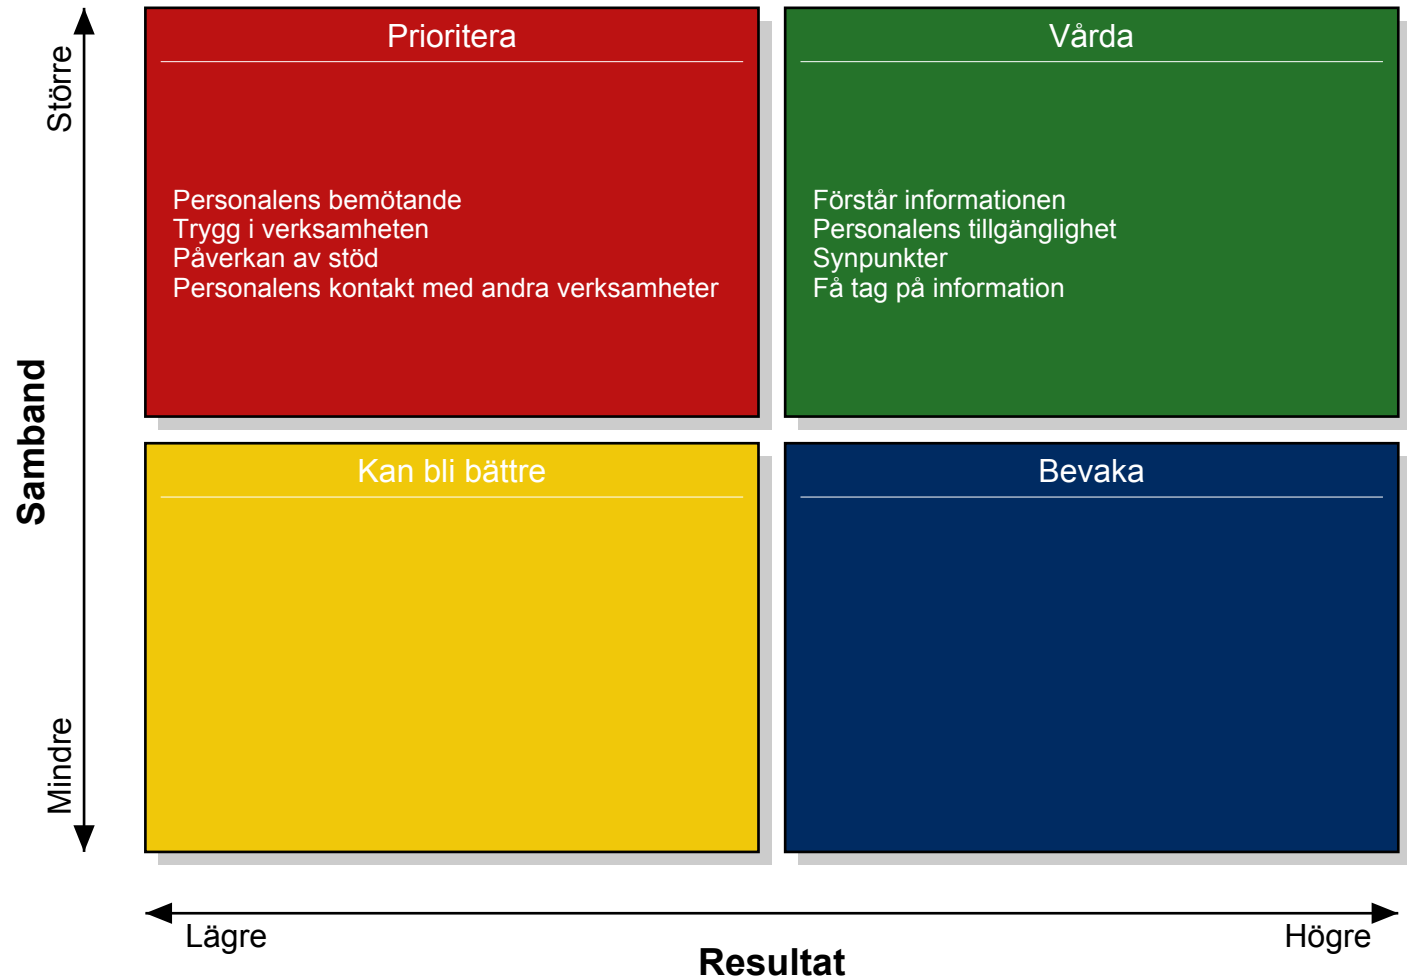 Större
Samband
Mindre
Prioritera
Personalens bemötande
Trygg i verksamheten
Påverkan av stöd
Personalens kontakt med andra verksamheter
Vårda
Förstår informationen
Personalens tillgänglighet
Synpunkter
Få tag på information
Kan bli bättre
Bevaka
Lägre
Resultat
Högre